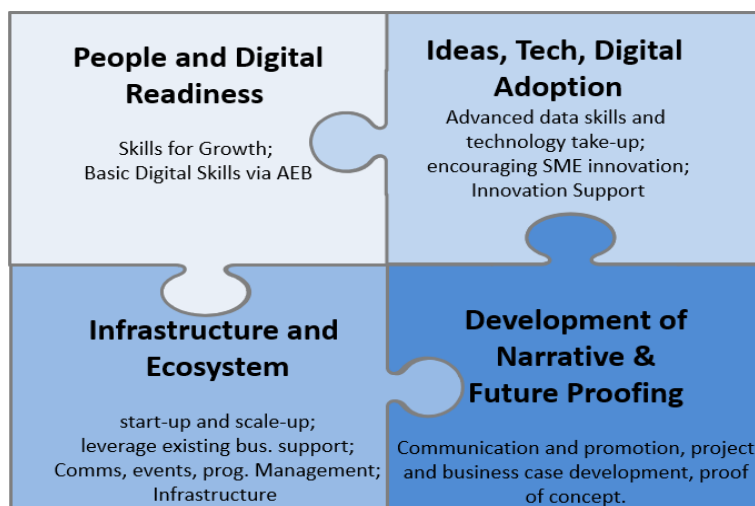 People and Digital
Readiness
Skills for Growth;
Basic Digital Skills via AEB
Ideas, Tech, Digital
Adoption
Advanced data skills and
technology take-up;
encouraging SME innovation;
Innovation Support
Infrastructure and
Ecosystem
start-up and scale-up;
leverage existing bus. support;
Comms, events, prog. Management;
Infrastructure
Development of
Narrative &
Future Proofing
Communication and promotion, project
and business case development, proof
of concept.